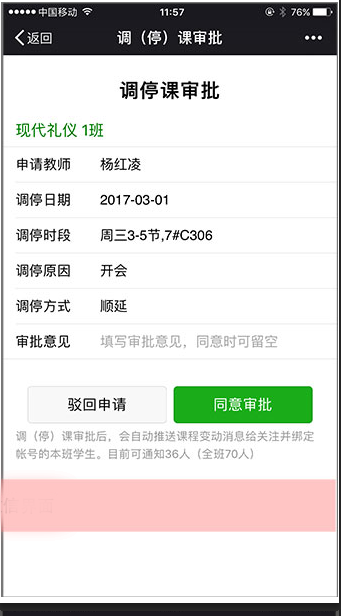 中国移动 11:57 76%
返回 调（停）课审批
调停课审批
现代礼仪 1班
申请教师 杨红凌
调停日期 2017-03-01
调停时段 周三3-5节,7#C306
调停原因 开会
调停方式 顺延
审批意见 填写审批意见，同意时可留空
驳回申请 同意审批
调（停）课审批后，会自动推送课程变动消息给关注并绑定
帐号的本班学生。目前可通知36人（全班70人）